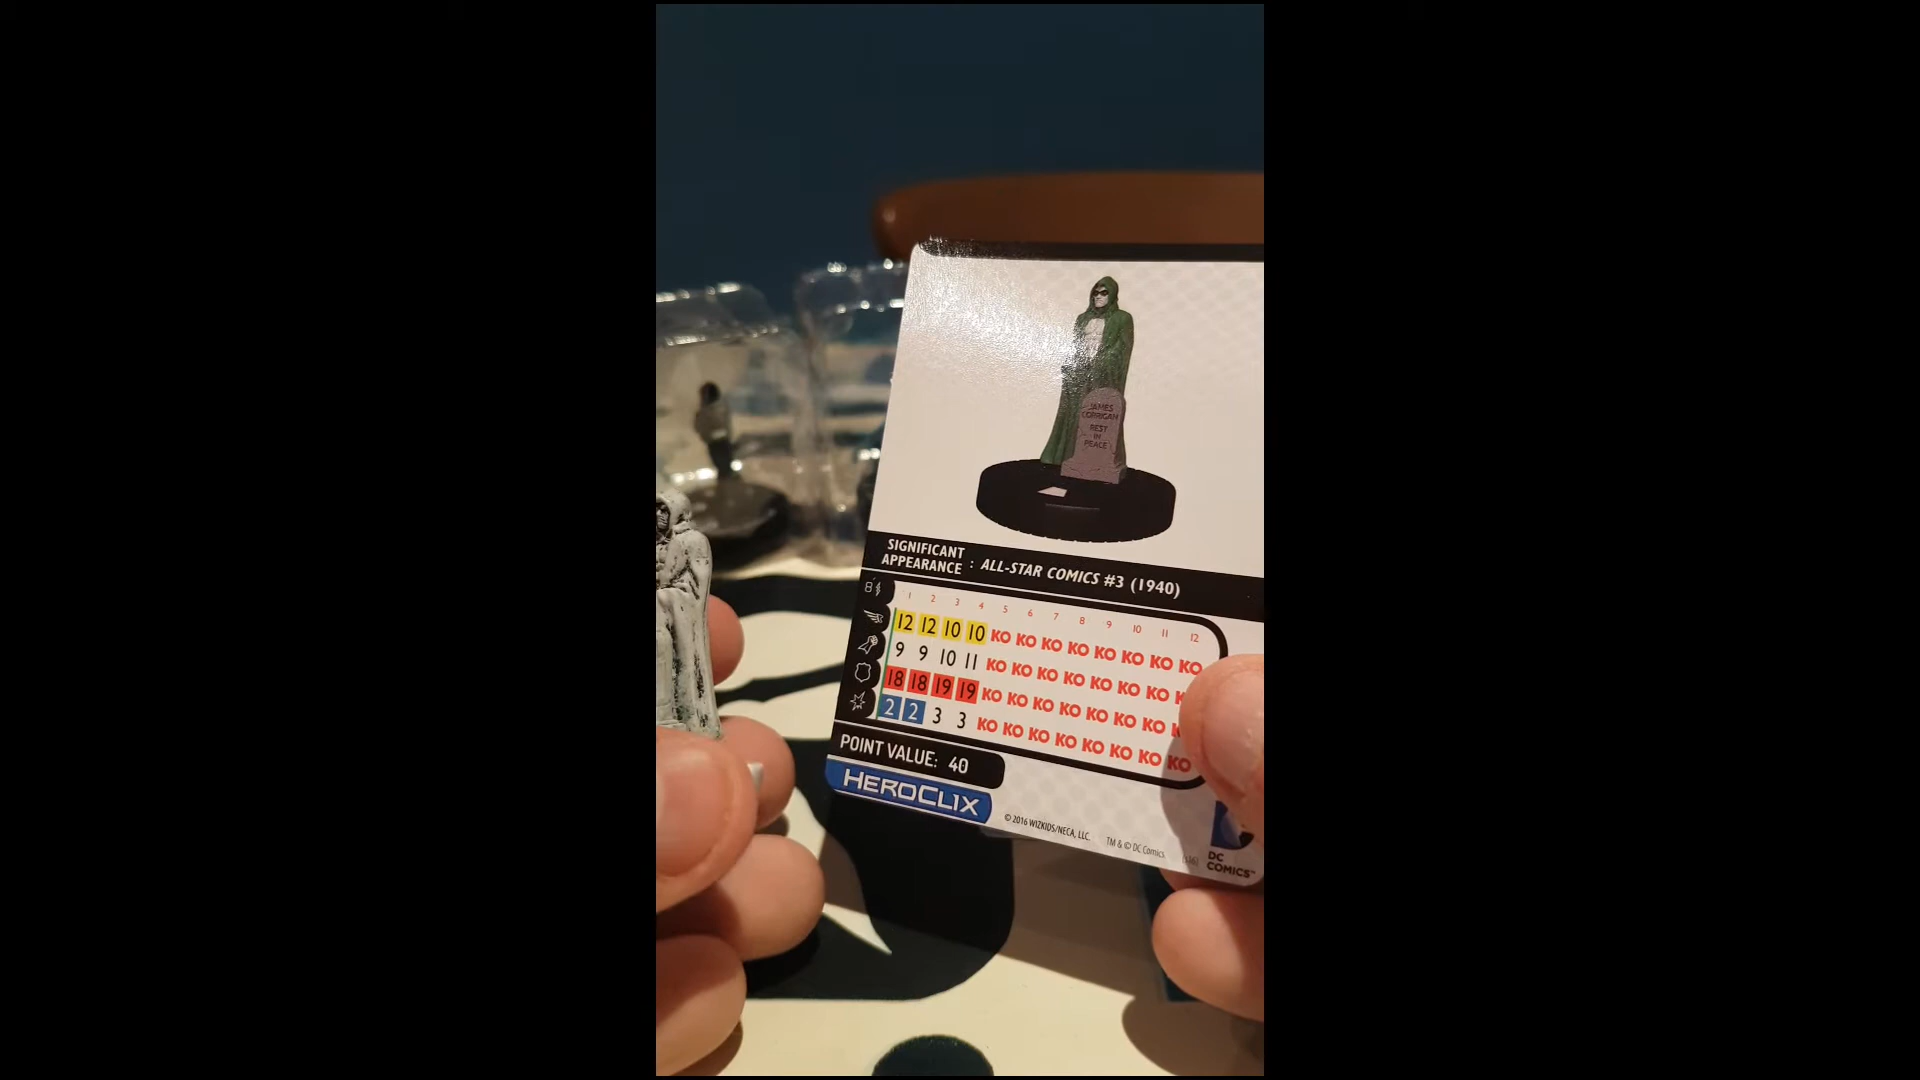 JAMES
CORRIGAN
REST
IN
PEACE
SIGNIFICANT
APPEARANCE : ALL-STAR COMICS #3 (1940)
8
1 2 3 4 5 6 7 8 9 10 11 12
12 12 10 10 KO KO KO KO KO KO KO KO
9 9 10 11 KO KO KO KO KO KO KO
18 18 19 19 KO KO KO KO KO KO KO
2 2 3 3 KO KO KO KO KO KO KO KO
POINT VALUE: 40
HEROCLIX
© 2016 WIZKIDS/NECA, LLC.
TM & © DC Comics
DC
COMICS™